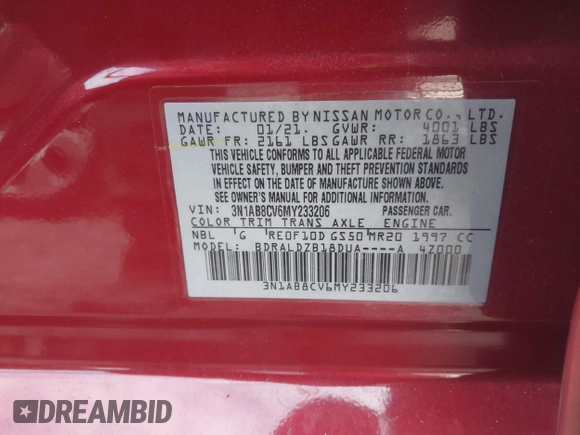 MANUFACTURED BY NISSAN MOTOR CO., LTD.
DATE: 01/21. GVWR: 4001 LBS
GAWR FR: 2161 LBS GAWR RR: 1863 LBS
THIS VEHICLE CONFORMS TO ALL APPLICABLE FEDERAL MOTOR
VEHICLE SAFETY, BUMPER AND THEFT PREVENTION STANDARDS
IN EFFECT ON THE DATE OF MANUFACTURE SHOWN ABOVE.
SEE OWNER'S MANUAL FOR ADDITIONAL INFORMATION.
VIN: 3N1AB8CV6MY233206 PASSENGER CAR.
COLOR TRIM TRANS AXLE ENGINE
NBL G RE0F10D GS50 MR20 1997 CC
MODEL: BDRALDZB18DUA----A 47000
3N1AB8CV6MY233206
DREAMBID